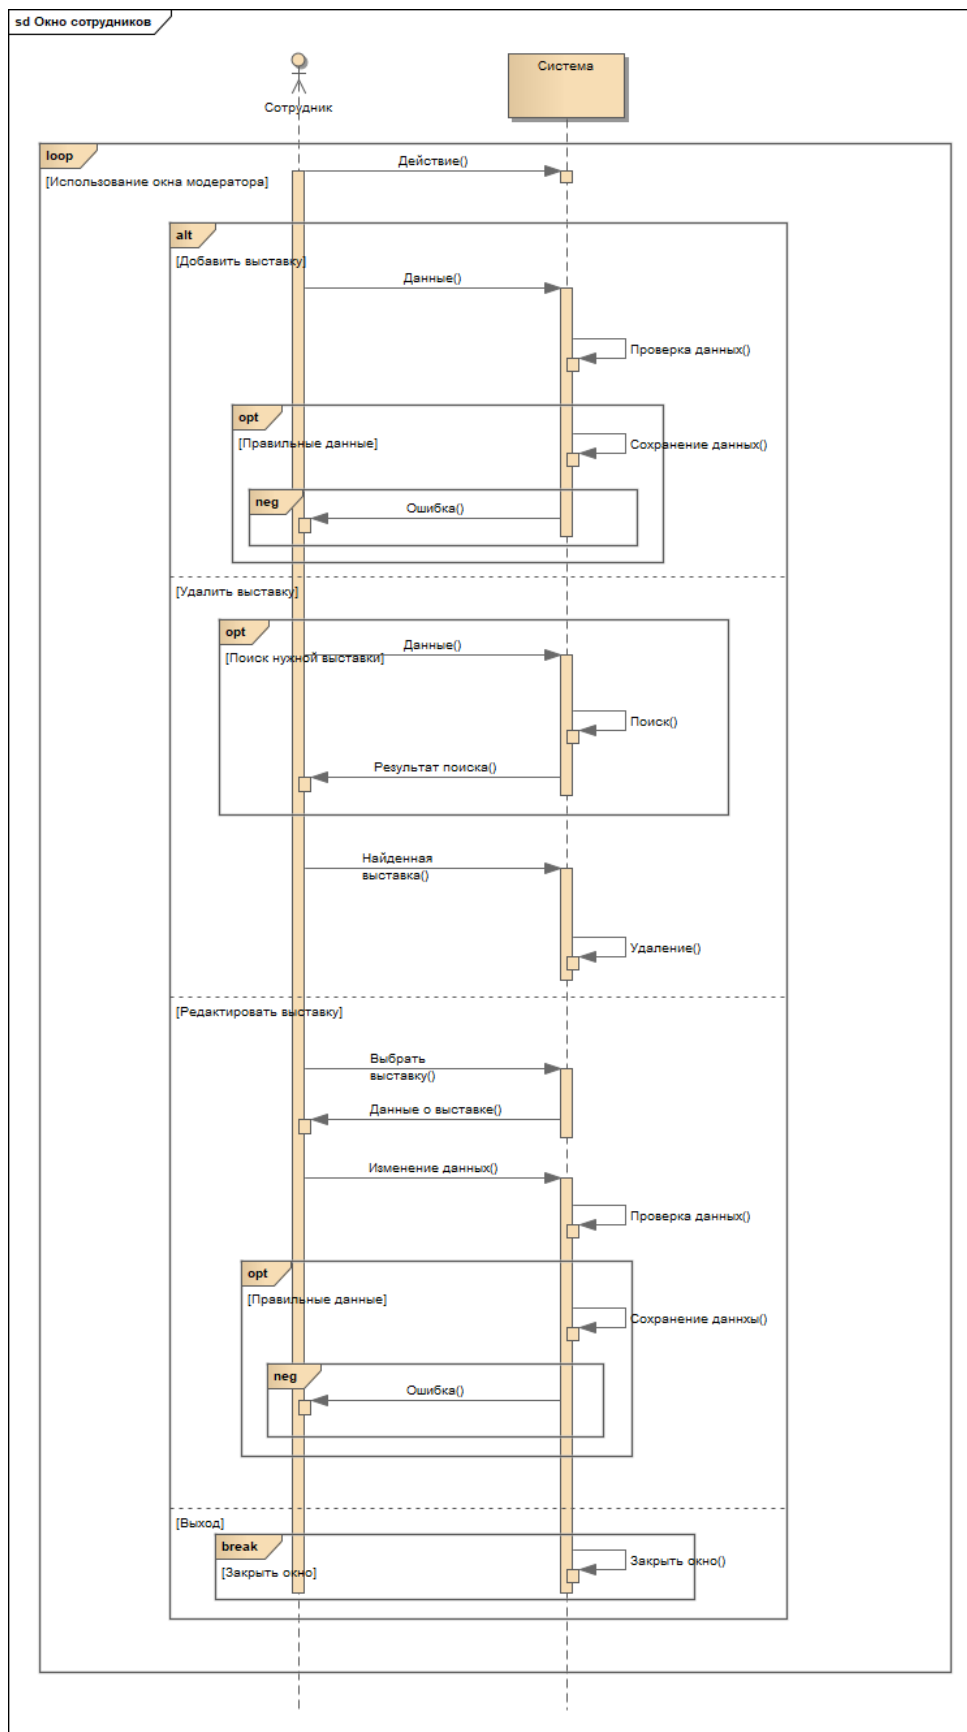 sd Окно сотрудников
Сотрудник
Система
loop
[Использование окна модератора]
Действие()
alt
[Добавить выставку]
Данные()
Проверка данных()
opt
[Правильные данные]
Сохранение данных()
neg
Ошибка()
[Удалить выставку]
opt
[Поиск нужной выставки]
Данные()
Поиск()
Результат поиска()
Найденная
выставка()
Удаление()
[Редактировать выставку]
Выбрать
выставку()
Данные о выставке()
Изменение данных()
Проверка данных()
opt
[Правильные данные]
Сохранение даннхы()
neg
Ошибка()
[Выход]
break
[Закрыть окно]
Закрыть окно()